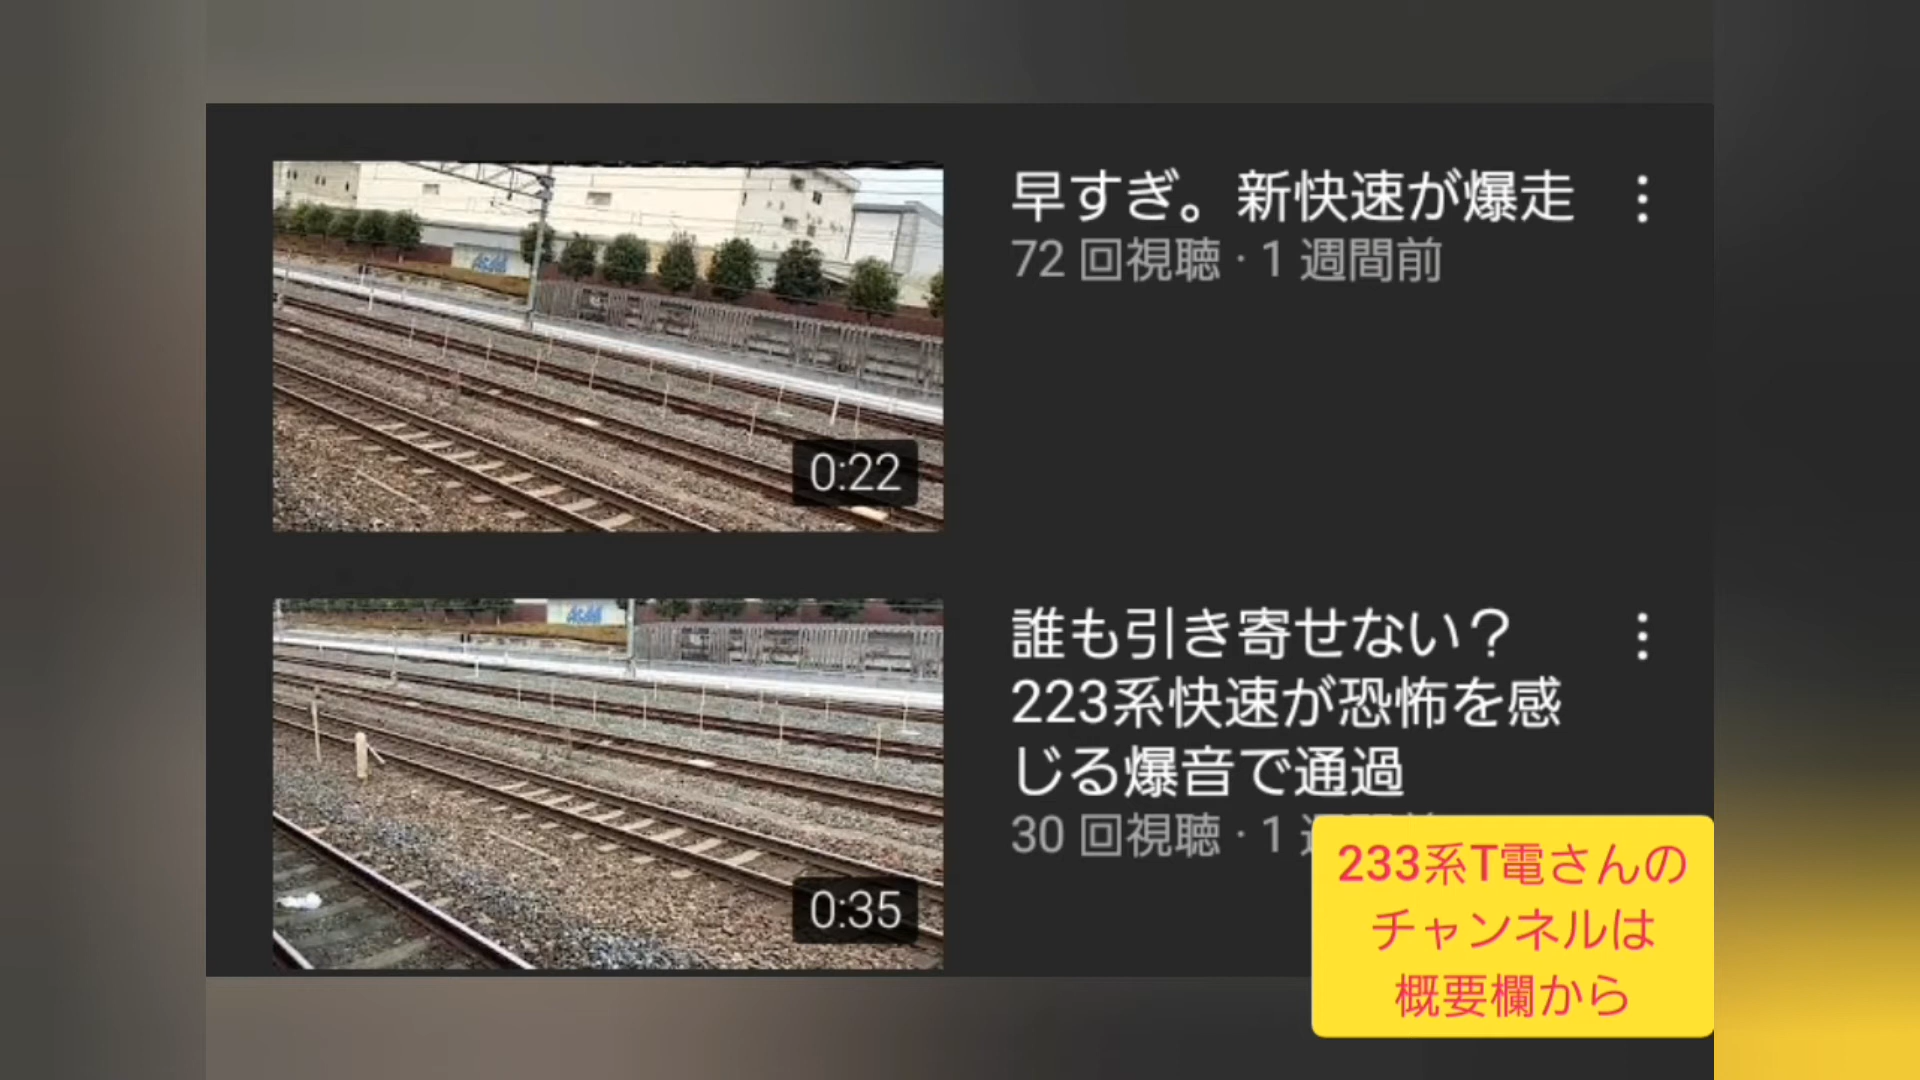 早すぎ。新快速が爆走
72 回視聴・1 週間前
0:22
誰も引き寄せない？
223系快速が恐怖を感
じる爆音で通過
30 回視聴・1
0:35
233系T電さんの
チャンネルは
概要欄から